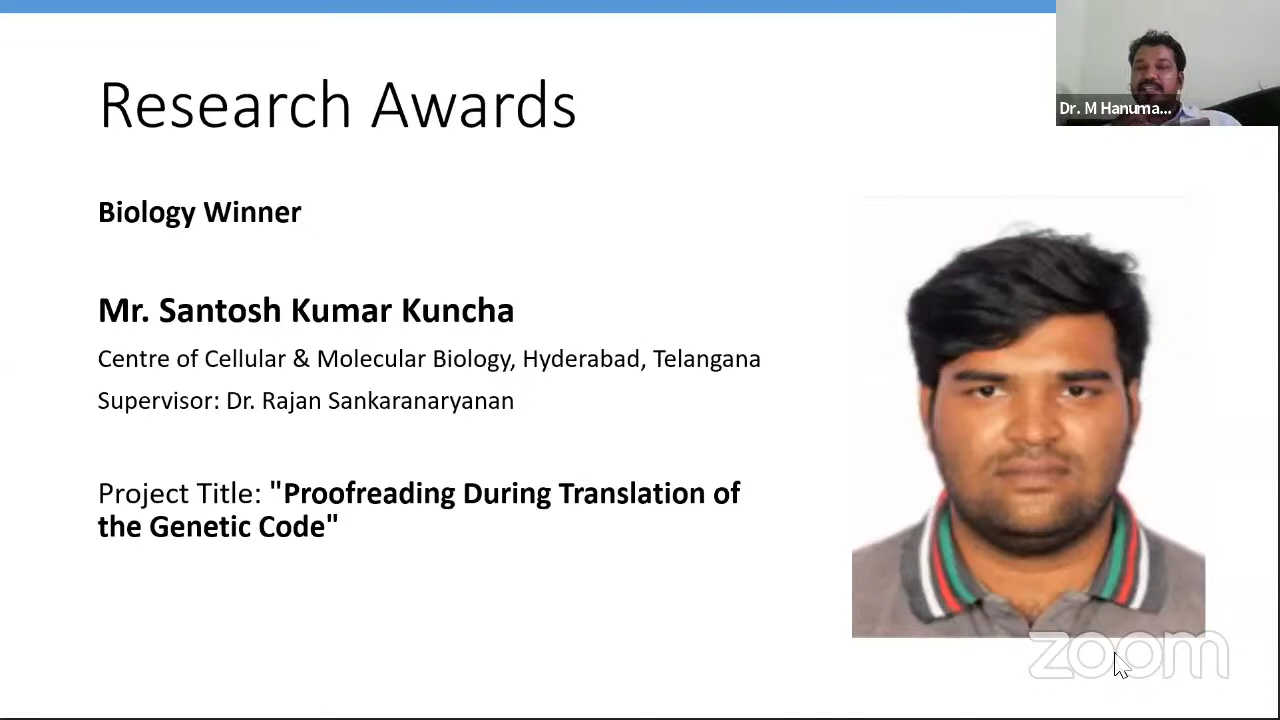 Research Awards
Dr. M Hanuma...
Biology Winner
Mr. Santosh Kumar Kuncha
Centre of Cellular & Molecular Biology, Hyderabad, Telangana
Supervisor: Dr. Rajan Sankaranaryanan
Project Title: "Proofreading During Translation of
the Genetic Code"
zoom